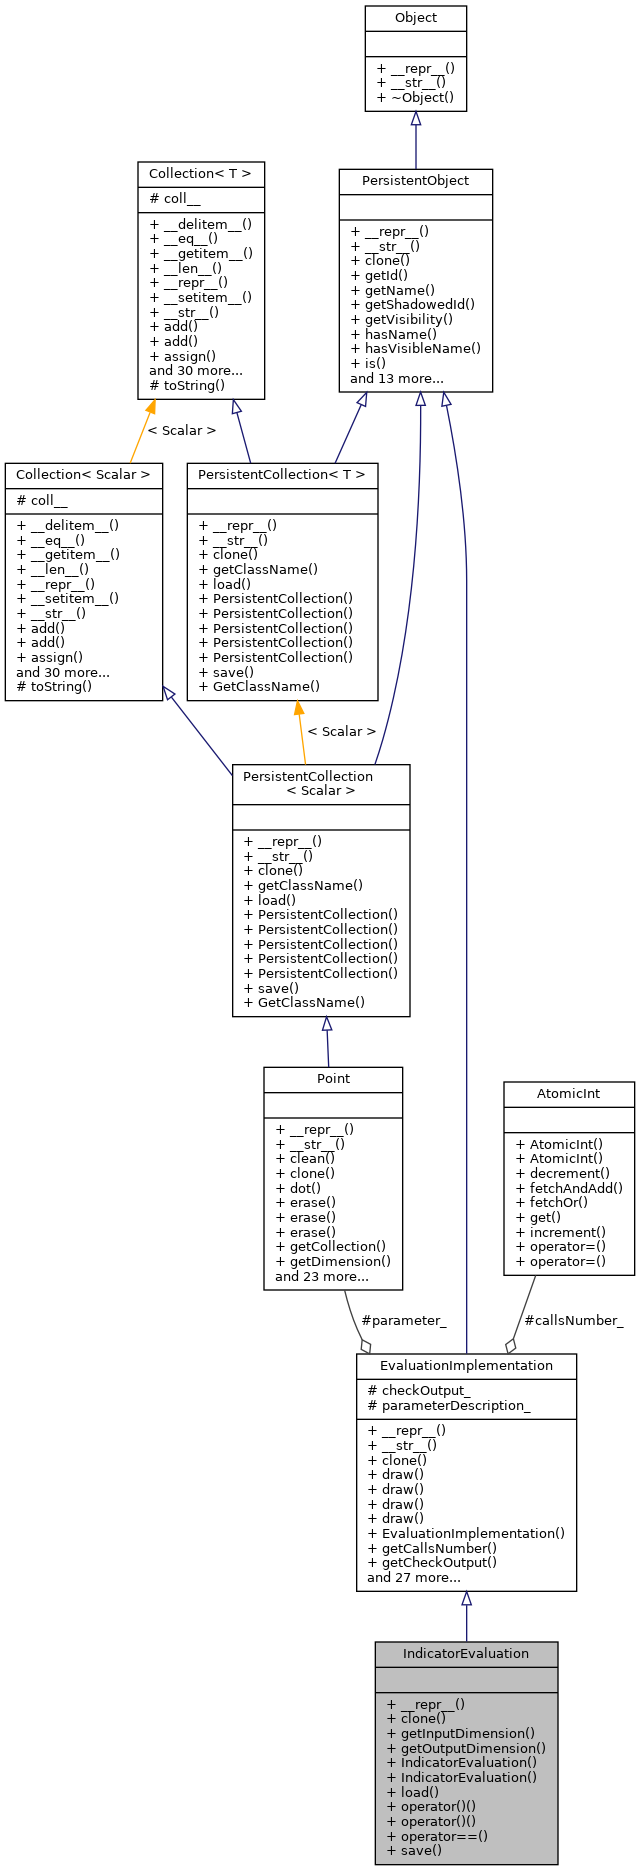 Object
+ __repr__()
+ __str__()
+ ~Object()
Collection< T >
# coll__
+ __delitem__()
+ __eq__()
+ __getitem__()
+ __len__()
+ __repr__()
+ __setitem__()
+ __str__()
+ add()
+ add()
+ assign()
and 30 more...
# toString()
PersistentObject
+ __repr__()
+ __str__()
+ clone()
+ getId()
+ getName()
+ getShadowedId()
+ getVisibility()
+ hasName()
+ hasVisibleName()
+ is()
and 13 more...
< Scalar >
Collection< Scalar >
# coll__
+ __delitem__()
+ __eq__()
+ __getitem__()
+ __len__()
+ __repr__()
+ __setitem__()
+ __str__()
+ add()
+ add()
+ assign()
and 30 more...
# toString()
PersistentCollection< T >
+ __repr__()
+ __str__()
+ clone()
+ getClassName()
+ load()
+ PersistentCollection()
+ PersistentCollection()
+ PersistentCollection()
+ PersistentCollection()
+ PersistentCollection()
+ save()
+ GetClassName()
< Scalar >
PersistentCollection
< Scalar >
+ __repr__()
+ __str__()
+ clone()
+ getClassName()
+ load()
+ PersistentCollection()
+ PersistentCollection()
+ PersistentCollection()
+ PersistentCollection()
+ PersistentCollection()
+ save()
+ GetClassName()
Point
+ __repr__()
+ __str__()
+ clean()
+ clone()
+ dot()
+ erase()
+ erase()
+ erase()
+ getCollection()
+ getDimension()
and 23 more...
AtomicInt
+ AtomicInt()
+ AtomicInt()
+ decrement()
+ fetchAndAdd()
+ fetchOr()
+ get()
+ increment()
+ operator=()
+ operator=()
#parameter_
#callsNumber_
EvaluationImplementation
# checkOutput_
# parameterDescription_
+ __repr__()
+ __str__()
+ clone()
+ draw()
+ draw()
+ draw()
+ draw()
+ EvaluationImplementation()
+ getCallsNumber()
+ getCheckOutput()
and 27 more...
IndicatorEvaluation
+ __repr__()
+ clone()
+ getInputDimension()
+ getOutputDimension()
+ IndicatorEvaluation()
+ IndicatorEvaluation()
+ load()
+ operator()()
+ operator()()
+ operator==()
+ save()